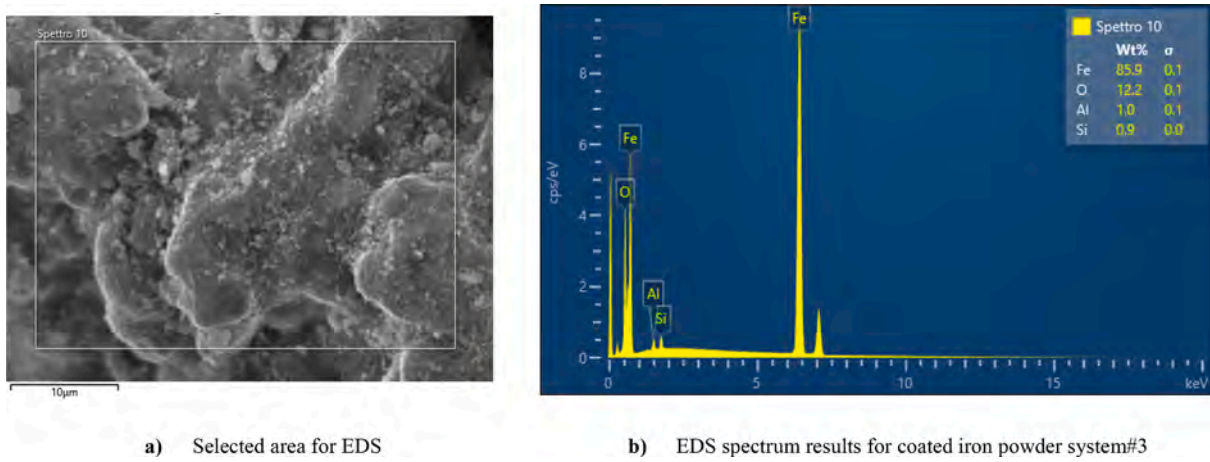 Spettro 10
10μm
Fe
Fe
O
Al
Si
cps/eV
8
6
4
2
0
0 5 10 15 keV
Spettro 10
Wt% σ
Fe 85.9 0.1
O 12.2 0.1
Al 1.0 0.1
Si 0.9 0.0
a) Selected area for EDS
b) EDS spectrum results for coated iron powder system#3